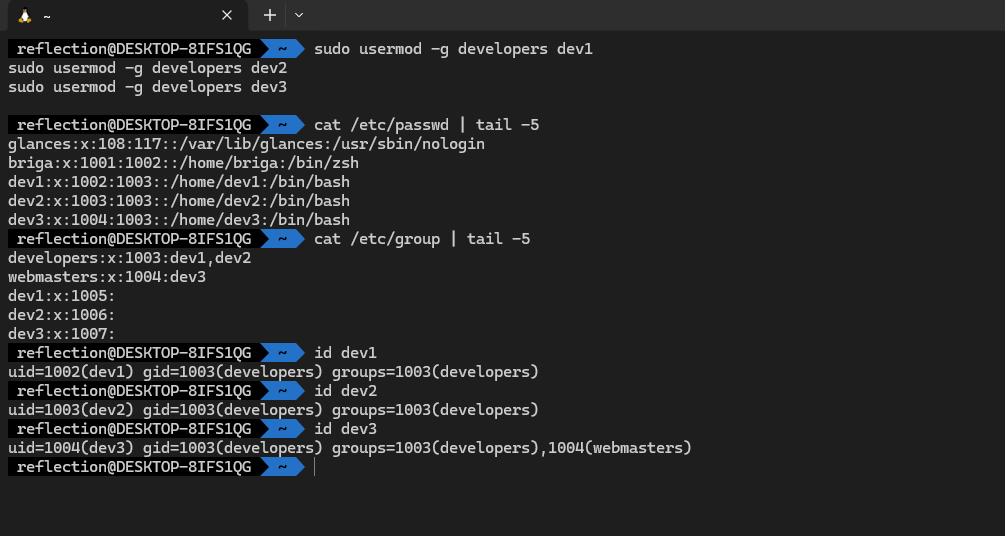 ~
reflection@DESKTOP-8IFS1QG ~ sudo usermod -g developers dev1
sudo usermod -g developers dev2
sudo usermod -g developers dev3
reflection@DESKTOP-8IFS1QG ~ cat /etc/passwd | tail -5
glances:x:108:117::/var/lib/glances:/usr/sbin/nologin
briga:x:1001:1002::/home/briga:/bin/zsh
dev1:x:1002:1003::/home/dev1:/bin/bash
dev2:x:1003:1003::/home/dev2:/bin/bash
dev3:x:1004:1003::/home/dev3:/bin/bash
reflection@DESKTOP-8IFS1QG ~ cat /etc/group | tail -5
developers:x:1003:dev1,dev2
webmasters:x:1004:dev3
dev1:x:1005:
dev2:x:1006:
dev3:x:1007:
reflection@DESKTOP-8IFS1QG ~ id dev1
uid=1002(dev1) gid=1003(developers) groups=1003(developers)
reflection@DESKTOP-8IFS1QG ~ id dev2
uid=1003(dev2) gid=1003(developers) groups=1003(developers)
reflection@DESKTOP-8IFS1QG ~ id dev3
uid=1004(dev3) gid=1003(developers) groups=1003(developers),1004(webmasters)
reflection@DESKTOP-8IFS1QG ~